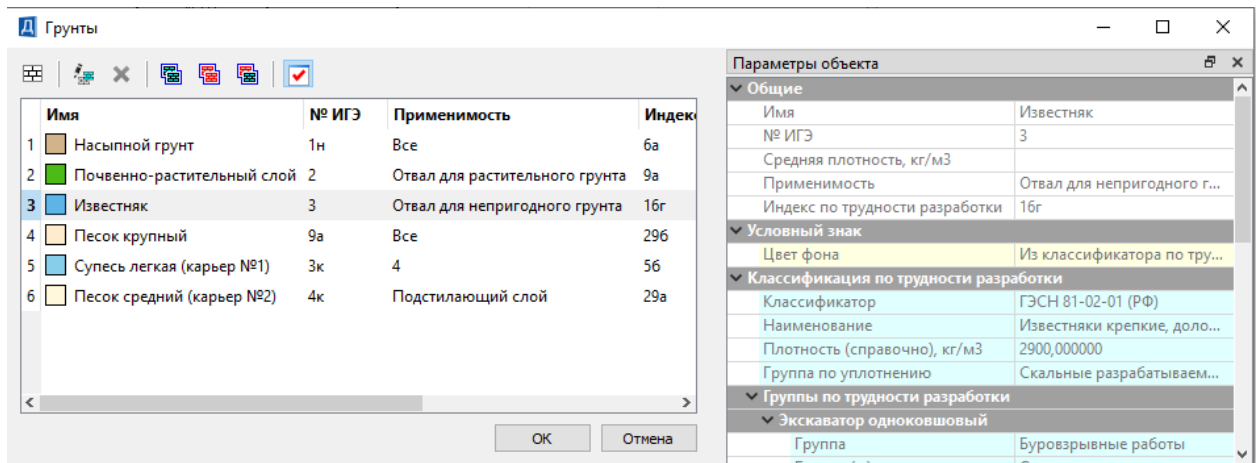 Д Грунты
Имя № ИГЭ Применимость Индек
1 Насыпной грунт 1н Все 6а
2 Почвенно-растительный слой 2 Отвал для растительного грунта 9а
3 Известняк 3 Отвал для непригодного грунта 16г
4 Песок крупный 9а Все 29б
5 Супесь легкая (карьер №1) 3к 4 5б
6 Песок средний (карьер №2) 4к Подстилающий слой 29а
ОК Отмена
Параметры объекта
Общие
Имя Известняк
№ ИГЭ 3
Средняя плотность, кг/м3
Применимость Отвал для непригодного г...
Индекс по трудности разработки 16г
Условный знак
Цвет фона Из классификатора по тру...
Классификация по трудности разработки
Классификатор ГЭСН 81-02-01 (РФ)
Наименование Известняки крепкие, доло...
Плотность (справочно), кг/м3 2900,000000
Группа по уплотнению Скальные разрабатываем...
Группы по трудности разработки
Экскаватор одноковшовый
Группа Буровзрывные работы